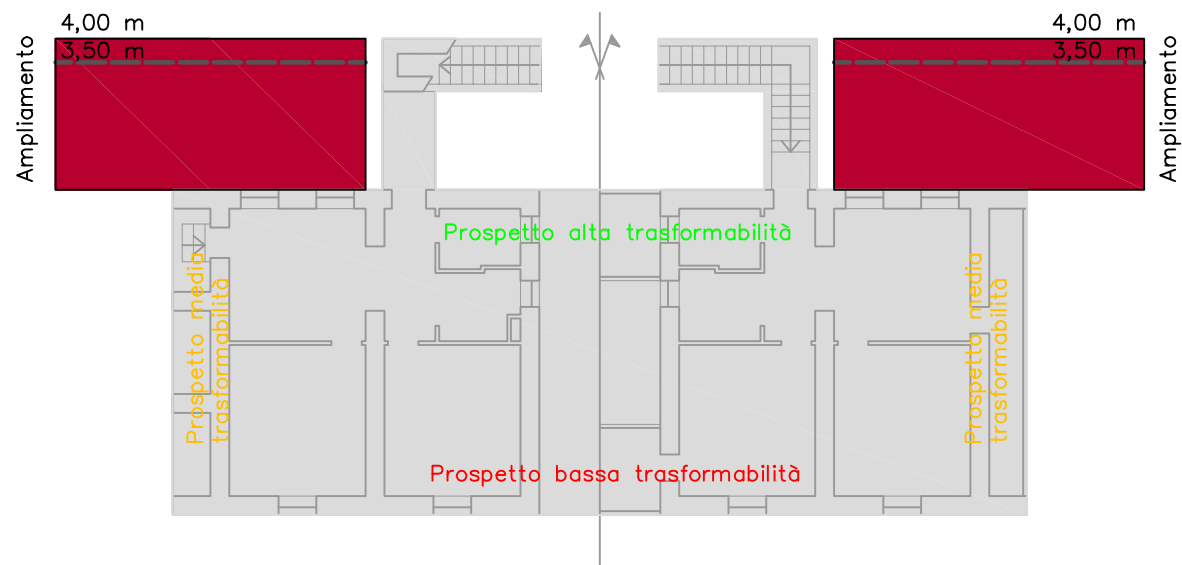 4,00 m
3,50 m
Ampliamento
4,00 m
3,50 m
Ampliamento
Prospetto alta trasformabilità
Prospetto media
trasformabilità
Prospetto media
trasformabilità
Prospetto bassa trasformabilità